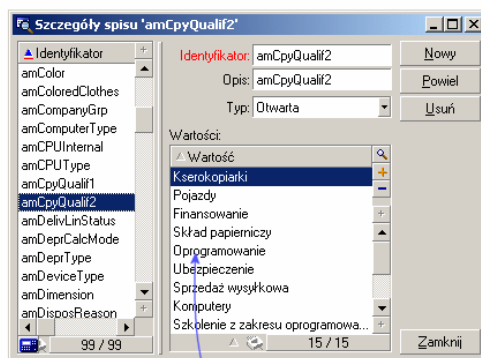 Szczegóły spisu 'amCpyQualif2'
Identyfikator
amColor
amColoredClothes
amCompanyGrp
amComputerType
amCPUInternal
amCPUType
amCpyQualif1
amCpyQualif2
amDelivLinStatus
amDeprCalcMode
amDeprType
amDeviceType
amDimension
amDisposReason
99 / 99
Identyfikator: amCpyQualif2
Opis: amCpyQualif2
Typ: Otwarta
Wartości:
Wartość
Kserokopiarki
Pojazdy
Finansowanie
Skład papierniczy
Oprogramowanie
Ubezpieczenie
Sprzedaż wysyłkowa
Komputery
Szkolenie z zakresu oprogramowa...
15 / 15
Nowy
Powiel
Usuń
Zamknij